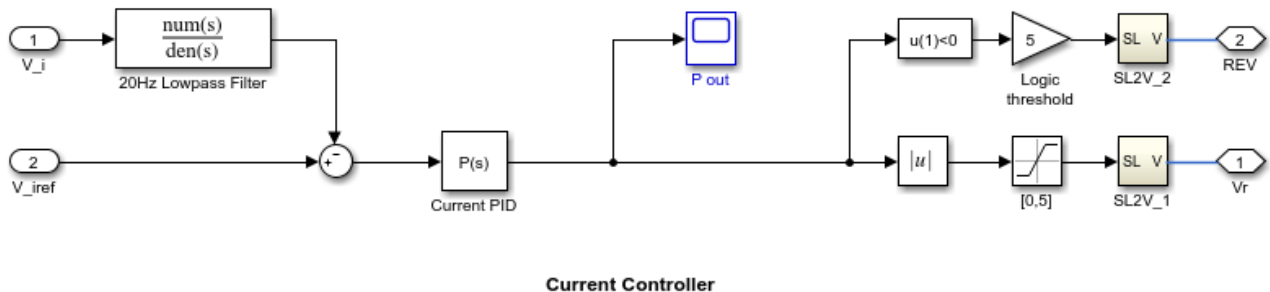 1
V_i
num(s)
den(s)
20Hz Lowpass Filter
P out
u(1)<0
5
Logic
threshold
SL V
SL2V_2
2
REV
2
V_iref
+
-
P(s)
Current PID
|u|
[0,5]
SL V
SL2V_1
1
Vr
Current Controller